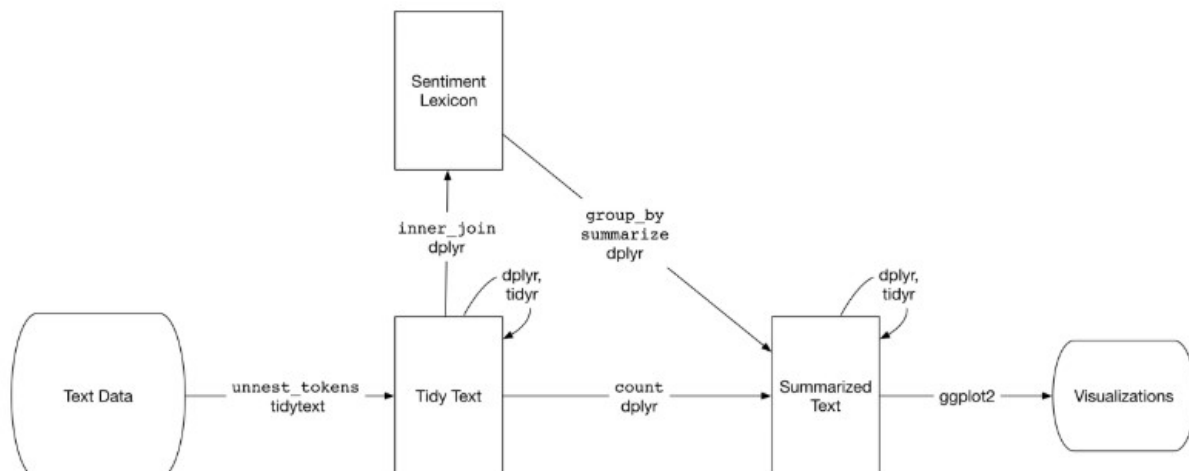 Sentiment
Lexicon
inner_join
dplyr
group_by
summarize
dplyr
dplyr,
tidyr
dplyr,
tidyr
Text Data
unnest_tokens
tidytext
Tidy Text
count
dplyr
Summarized
Text
ggplot2
Visualizations